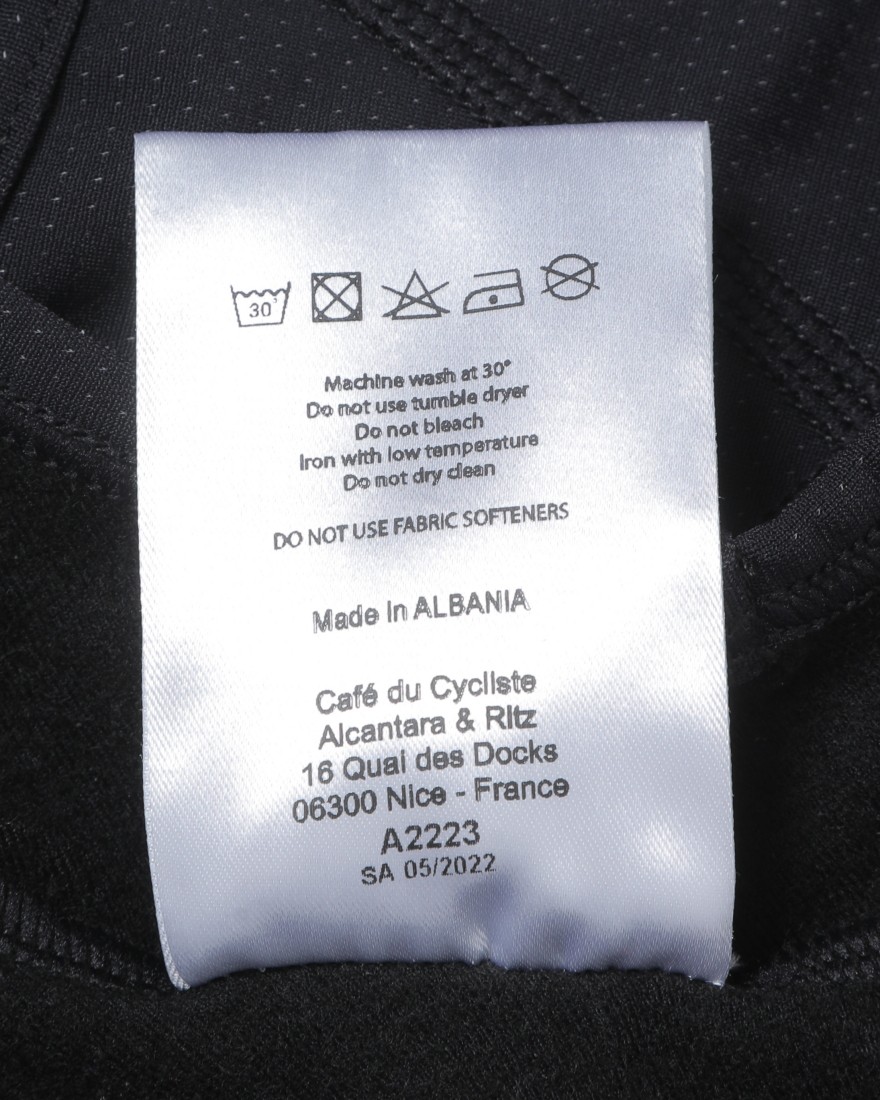 30°
Machine wash at 30°
Do not use tumble dryer
Do not bleach
Iron with low temperature
Do not dry clean
DO NOT USE FABRIC SOFTENERS
Made in ALBANIA
Café du Cycliste
Alcantara & Ritz
16 Quai des Docks
06300 Nice - France
A2223
SA 05/2022